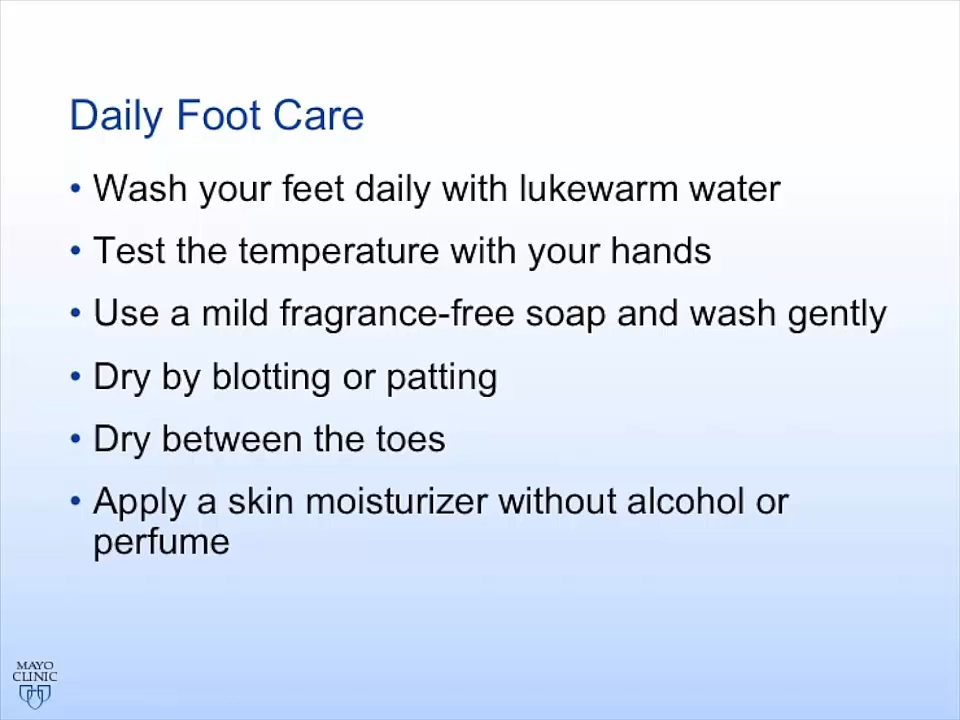 Daily Foot Care
• Wash your feet daily with lukewarm water
• Test the temperature with your hands
• Use a mild fragrance-free soap and wash gently
• Dry by blotting or patting
• Dry between the toes
• Apply a skin moisturizer without alcohol or
perfume
MAYO
CLINIC